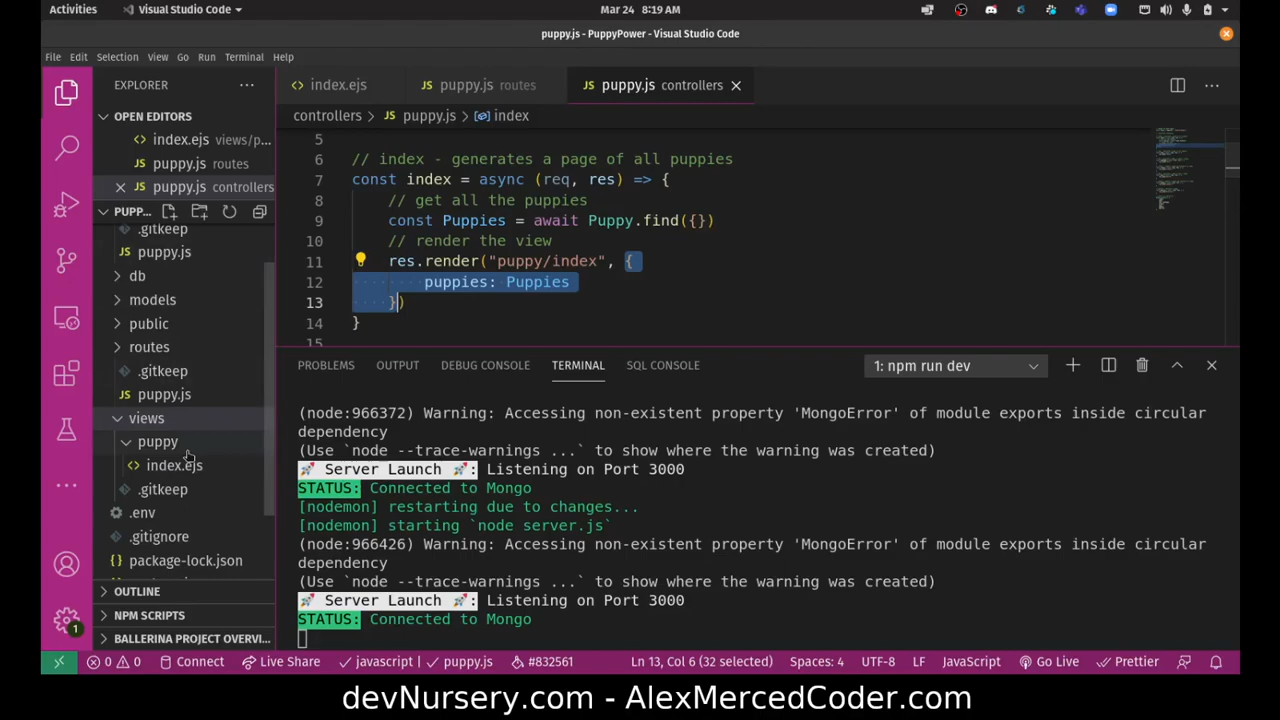 Activities
Visual Studio Code
Mar 24 8:19 AM
puppy.js - PuppyPower - Visual Studio Code
File Edit Selection View Go Run Terminal Help
EXPLORER
OPEN EDITORS
index.ejs views/p...
puppy.js routes
puppy.js controllers
PUPP...
.gitkeep
puppy.js
db
models
public
routes
.gitkeep
puppy.js
views
puppy
index.ejs
.gitkeep
.env
.gitignore
package-lock.json
OUTLINE
NPM SCRIPTS
BALLERINA PROJECT OVERVI...
index.ejs
JS puppy.js routes
JS puppy.js controllers
controllers > JS puppy.js > index
5
6 // index - generates a page of all puppies
7 const index = async (req, res) => {
8 // get all the puppies
9 const Puppies = await Puppy.find({})
10 // render the view
11 res.render("puppy/index", {
12 puppies: Puppies
13 })
14 }
15
PROBLEMS OUTPUT DEBUG CONSOLE TERMINAL SQL CONSOLE
1: npm run dev
(node:966372) Warning: Accessing non-existent property 'MongoError' of module exports inside circular
dependency
(Use `node --trace-warnings ...` to show where the warning was created)
🚀 Server Launch 🚀: Listening on Port 3000
STATUS: Connected to Mongo
[nodemon] restarting due to changes...
[nodemon] starting `node server.js`
(node:966426) Warning: Accessing non-existent property 'MongoError' of module exports inside circular
dependency
(Use `node --trace-warnings ...` to show where the warning was created)
🚀 Server Launch 🚀: Listening on Port 3000
STATUS: Connected to Mongo
1
0 0 Connect Live Share javascript puppy.js #832561 Ln 13, Col 6 (32 selected) Spaces: 4 UTF-8 LF JavaScript Go Live Prettier
devNursery.com - AlexMercedCoder.com